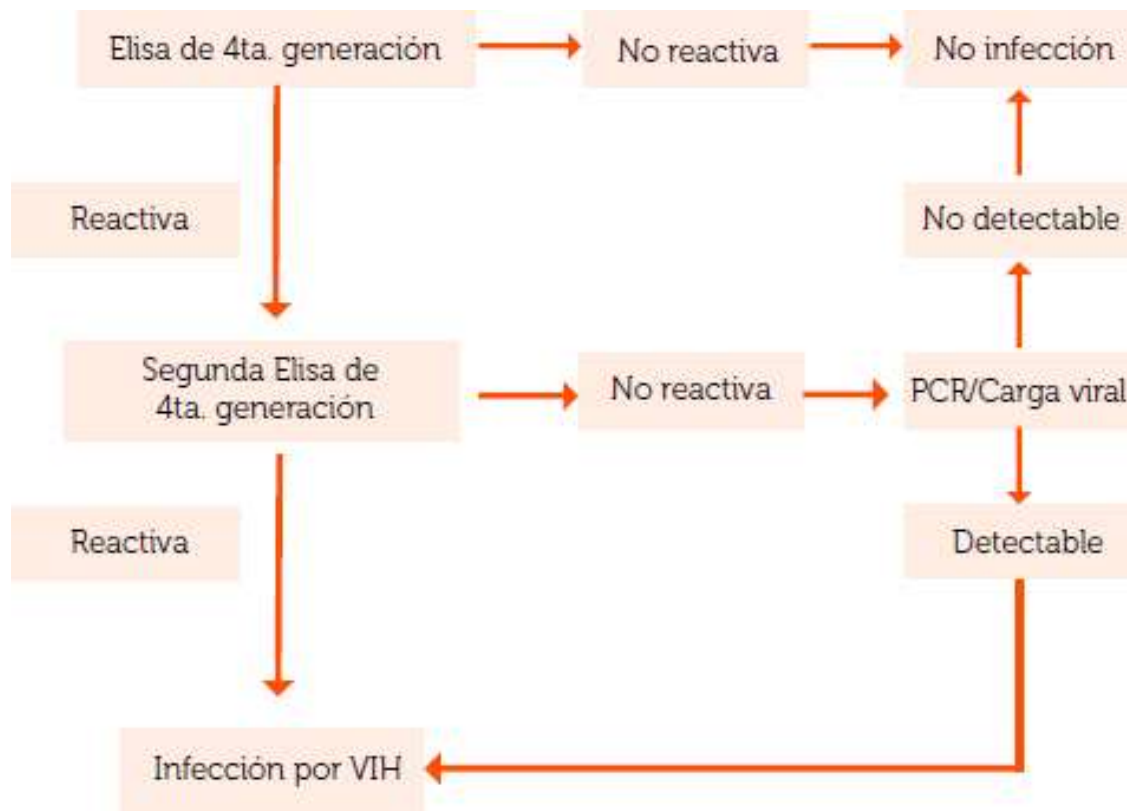 Elisa de 4ta. generación
No reactiva
No infección
Reactiva
No detectable
Segunda Elisa de
4ta. generación
No reactiva
PCR/Carga viral
Reactiva
Detectable
Infección por VIH